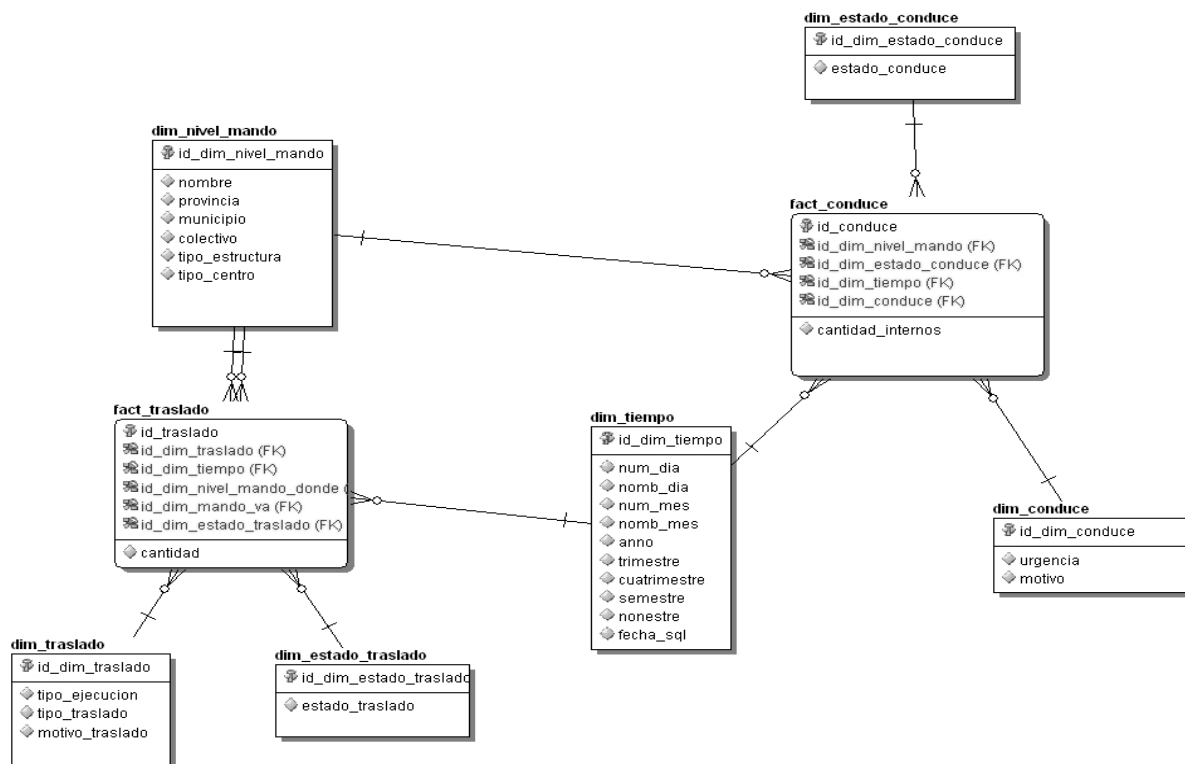 dim_estado_conduce
id_dim_estado_conduce
estado_conduce
dim_nivel_mando
id_dim_nivel_mando
nombre
provincia
municipio
colectivo
tipo_estructura
tipo_centro
fact_conduce
id_conduce
id_dim_nivel_mando (FK)
id_dim_estado_conduce (FK)
id_dim_tiempo (FK)
id_dim_conduce (FK)
cantidad_internos
fact_traslado
id_traslado
id_dim_traslado (FK)
id_dim_tiempo (FK)
id_dim_nivel_mando_donde (
id_dim_mando_va (FK)
id_dim_estado_traslado (FK)
cantidad
dim_tiempo
id_dim_tiempo
num_dia
nomb_dia
num_mes
nomb_mes
anno
trimestre
cuatrimestre
semestre
nonestre
fecha_sql
dim_conduce
id_dim_conduce
urgencia
motivo
dim_traslado
id_dim_traslado
tipo_ejecucion
tipo_traslado
motivo_traslado
dim_estado_traslado
id_dim_estado_traslado
estado_traslado